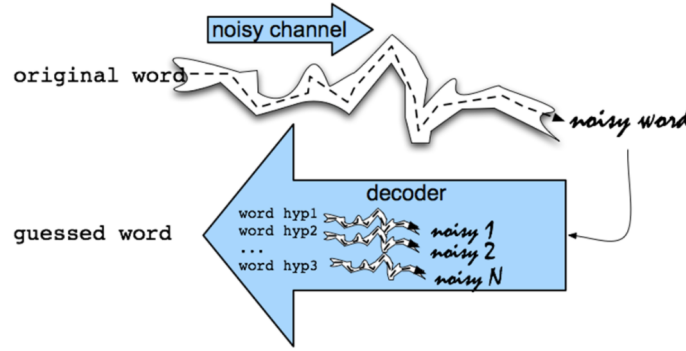 noisy channel
original word
noisy word
decoder
word hyp1 noisy 1
word hyp2 noisy 2
...
word hyp3 noisy N
guessed word